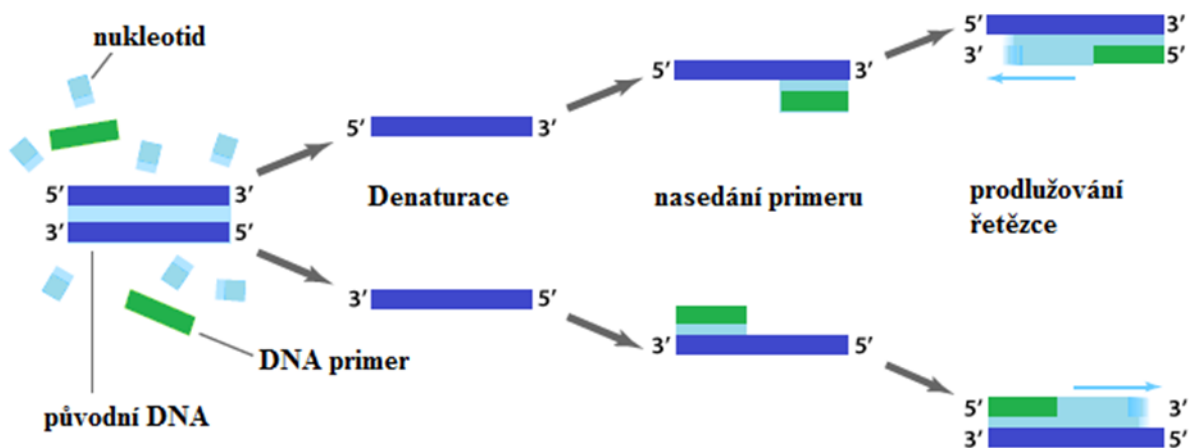 nukleotid
5′ 3′
3′ 5′
DNA primer
původní DNA
5′ 3′
Denaturace
3′ 5′
5′ 3′
nasedání primeru
3′ 5′
5′ 3′
3′ 5′
prodlužování
řetězce
5′ 3′
3′ 5′